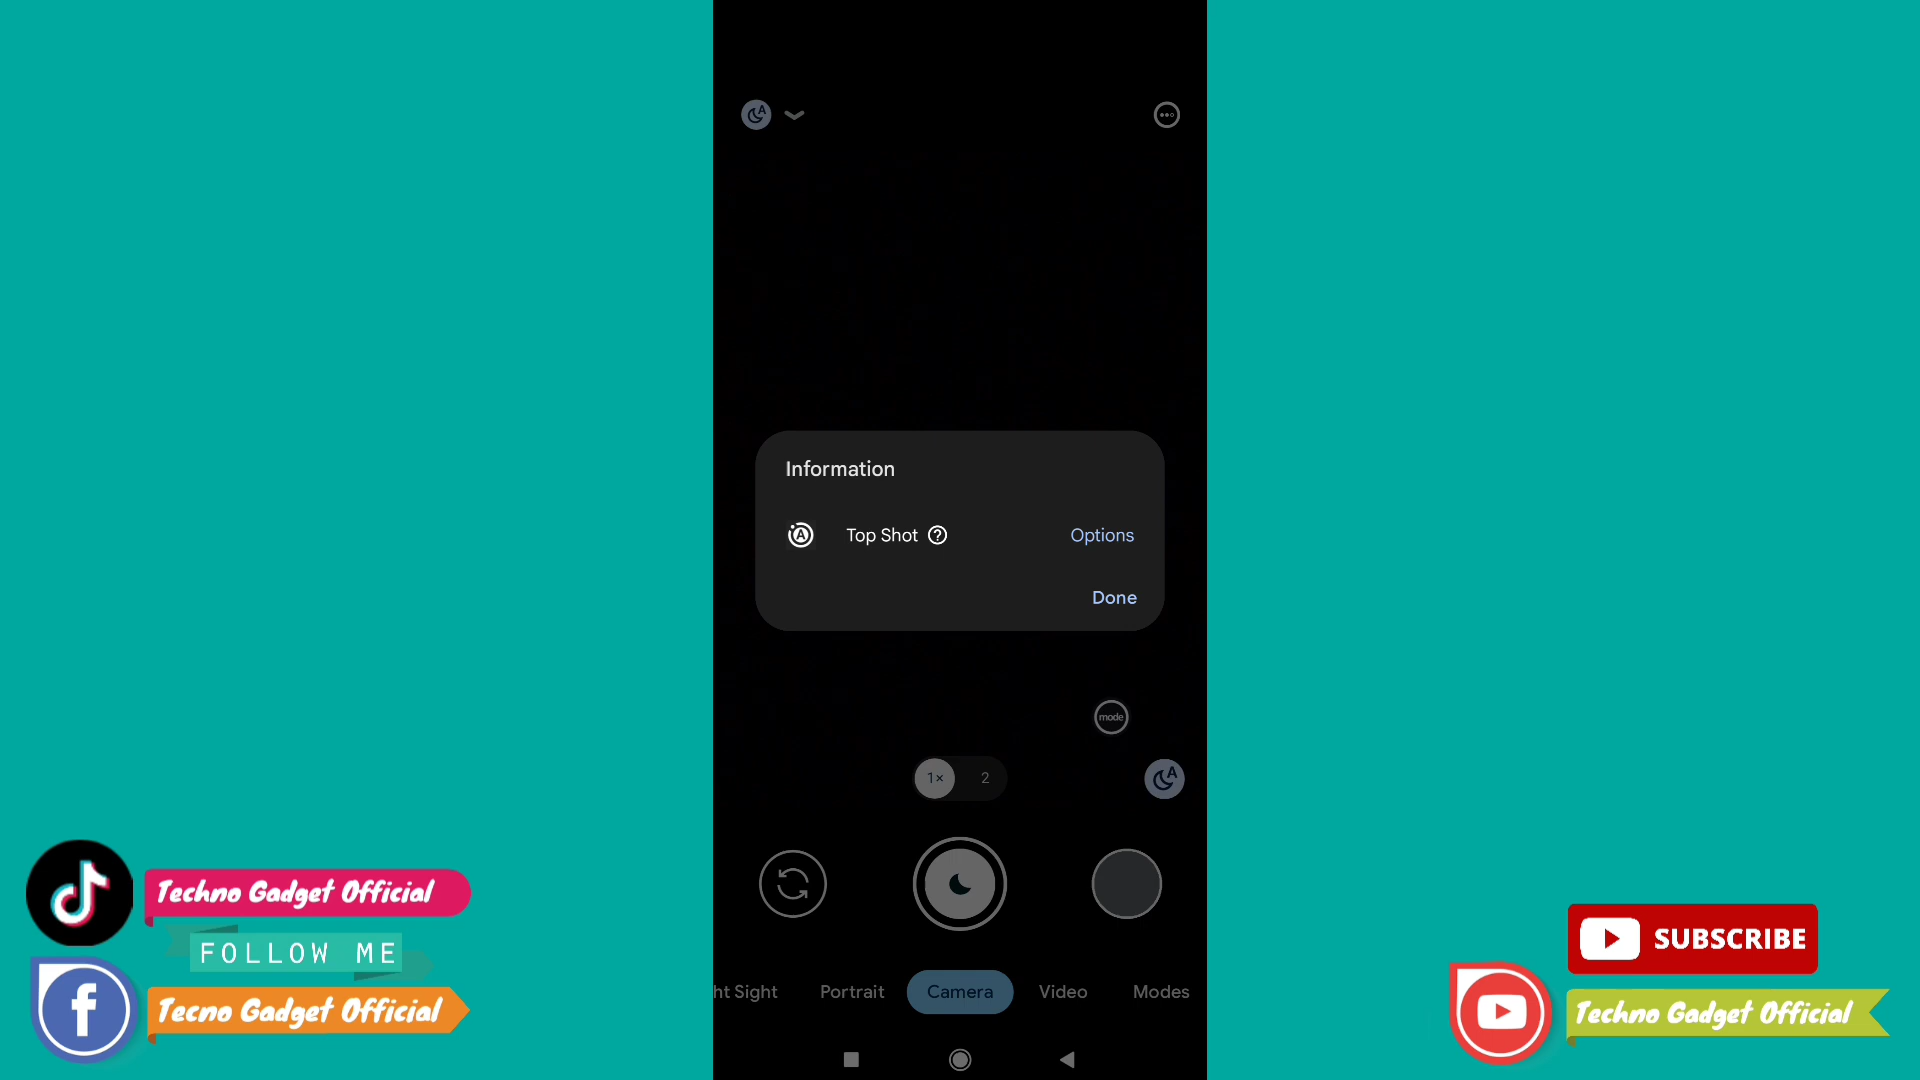 A
Information
A
Top Shot ?
Options
Done
mode
1× 2
A
ht Sight Portrait Camera Video Modes
Techno Gadget Official
FOLLOW ME
Tecno Gadget Official
SUBSCRIBE
Techno Gadget Official